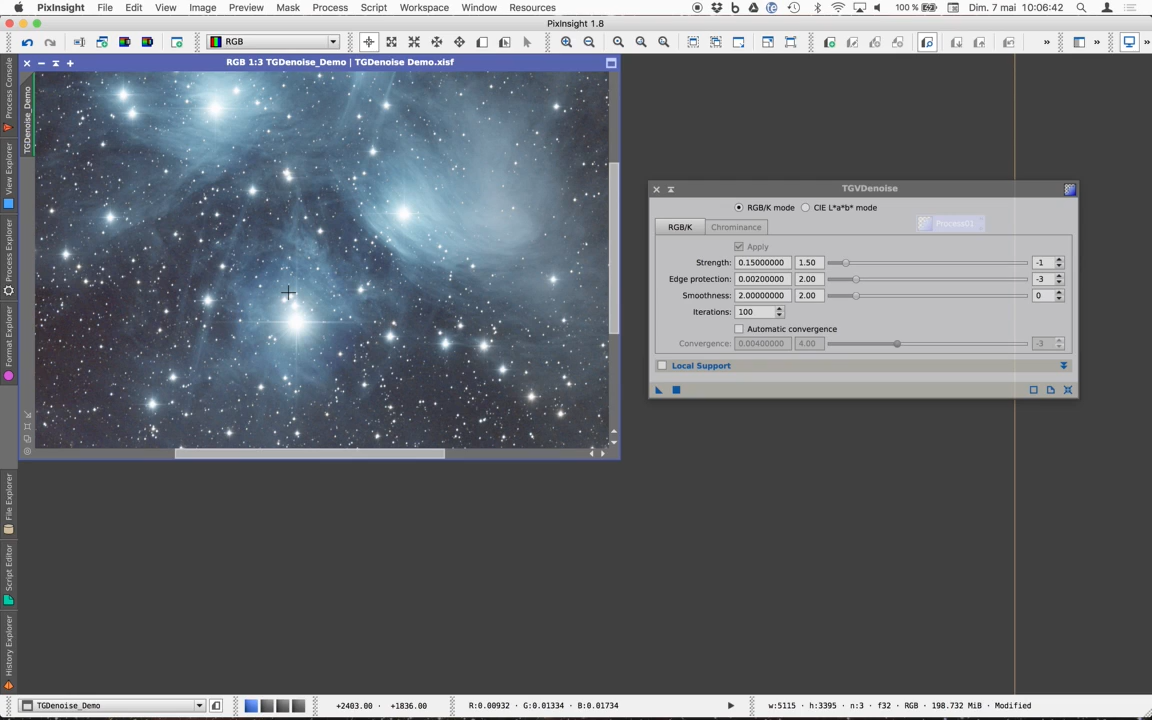 PixInsight File Edit View Image Preview Mask Process Script Workspace Window Resources 100 % Dim. 7 mai 10:06:42
PixInsight 1.8
RGB
RGB 1:3 TGDenoise_Demo | TGDenoise Demo.xisf
TGDenoise_Demo
Process Console
View Explorer
Process Explorer
Format Explorer
File Explorer
Script Editor
History Explorer
TGVDenoise
RGB/K mode CIE L*a*b* mode
Process01
RGB/K Chrominance
Apply
Strength: 0.15000000 1.50 -1
Edge protection: 0.00200000 2.00 -3
Smoothness: 2.00000000 2.00 0
Iterations: 100
Automatic convergence
Convergence: 0.00400000 4.00 -3
Local Support
TGDenoise_Demo +2403.00 · +1836.00 R:0.00932 · G:0.01334 · B:0.01734 w:5115 · h:3395 · n:3 · f32 · RGB · 198.732 MiB · Modified